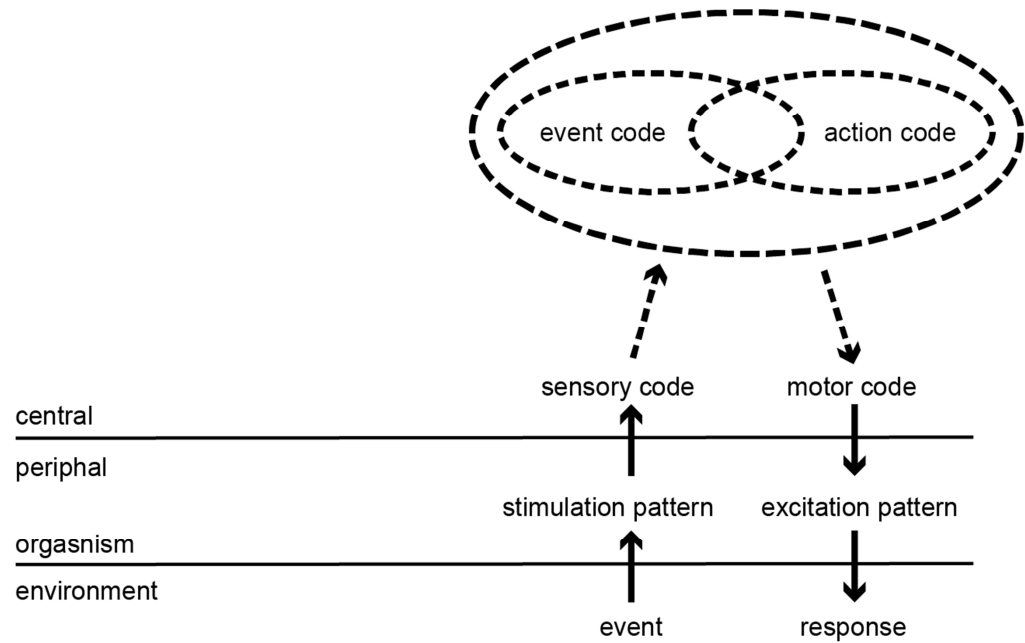 event code
action code
sensory code
motor code
central
periphal
stimulation pattern
excitation pattern
orgasnism
environment
event
response